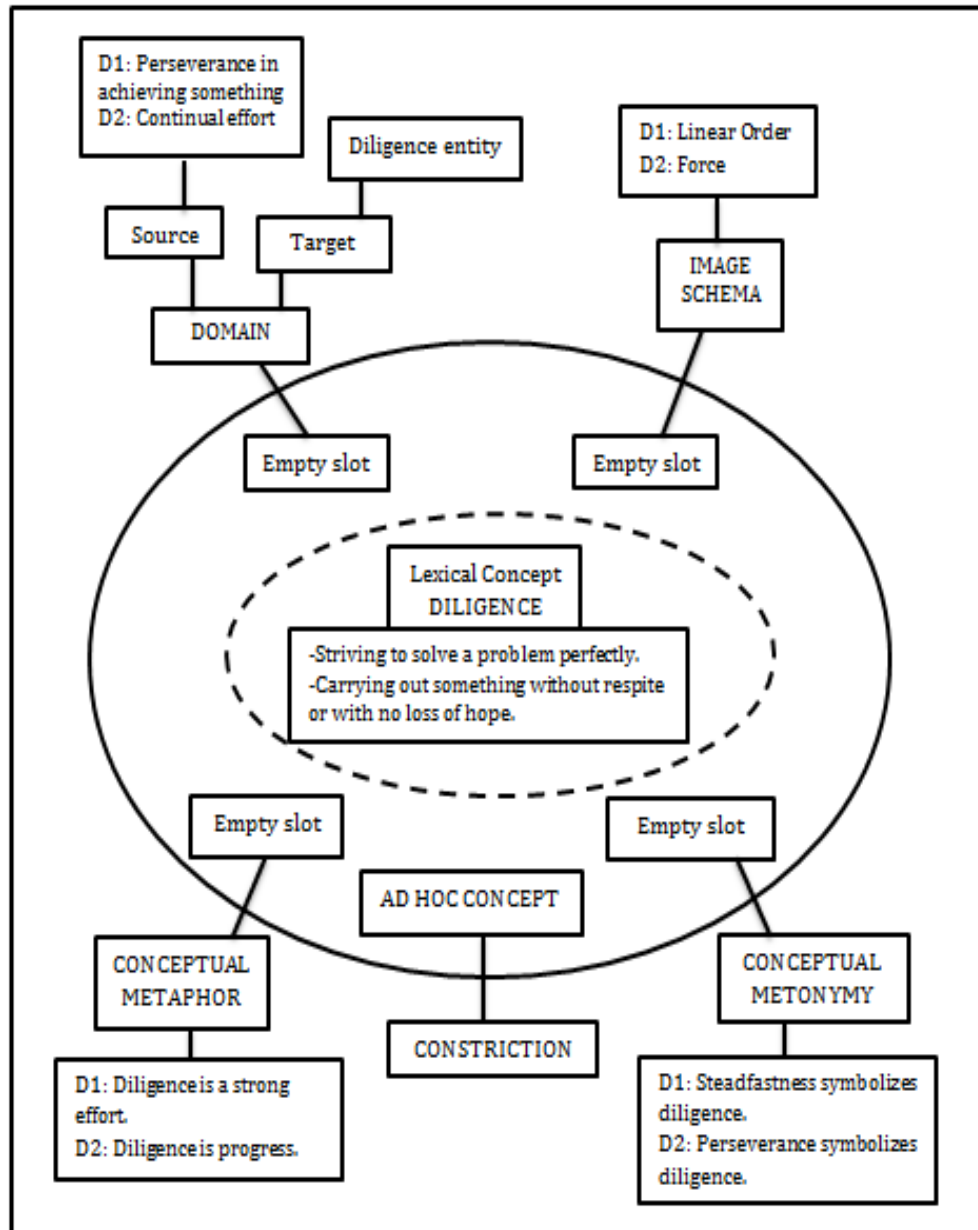 D1: Perseverance in
achieving something
D2: Continual effort
Diligence entity
D1: Linear Order
D2: Force
Source
Target
IMAGE
SCHEMA
DOMAIN
Empty slot
Empty slot
Lexical Concept
DILIGENCE
-Striving to solve a problem perfectly.
-Carrying out something without respite
or with no loss of hope.
Empty slot
Empty slot
AD HOC CONCEPT
CONCEPTUAL
METAPHOR
CONCEPTUAL
METONYMY
CONSTRICTION
D1: Diligence is a strong
effort.
D2: Diligence is progress.
D1: Steadfastness symbolizes
diligence.
D2: Perseverance symbolizes
diligence.